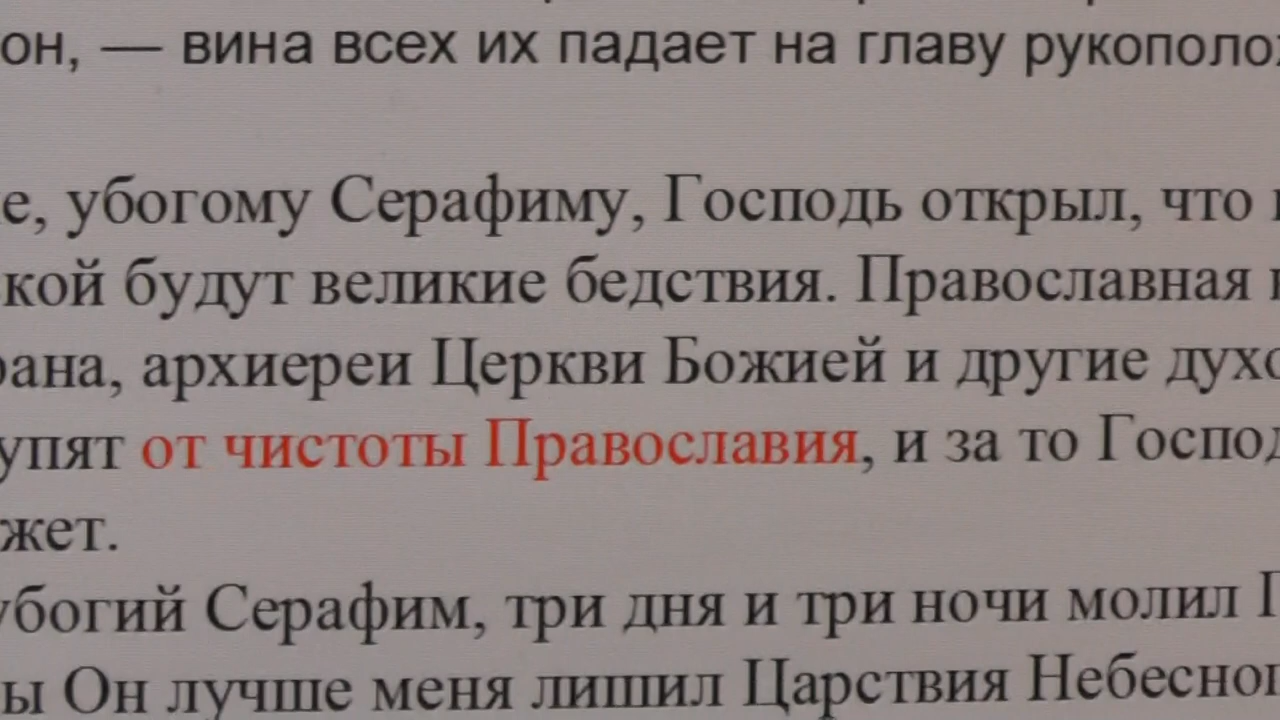 он, — вина всех их падает на главу рукополо
е, убогому Серафиму, Господь открыл, что
кой будут великие бедствия. Православная
рана, архиереи Церкви Божией и другие духо
упят от чистоты Православия, и за то Господ
жет.
убогий Серафим, три дня и три ночи молил
ы Он лучше меня лишил Царствия Небесног